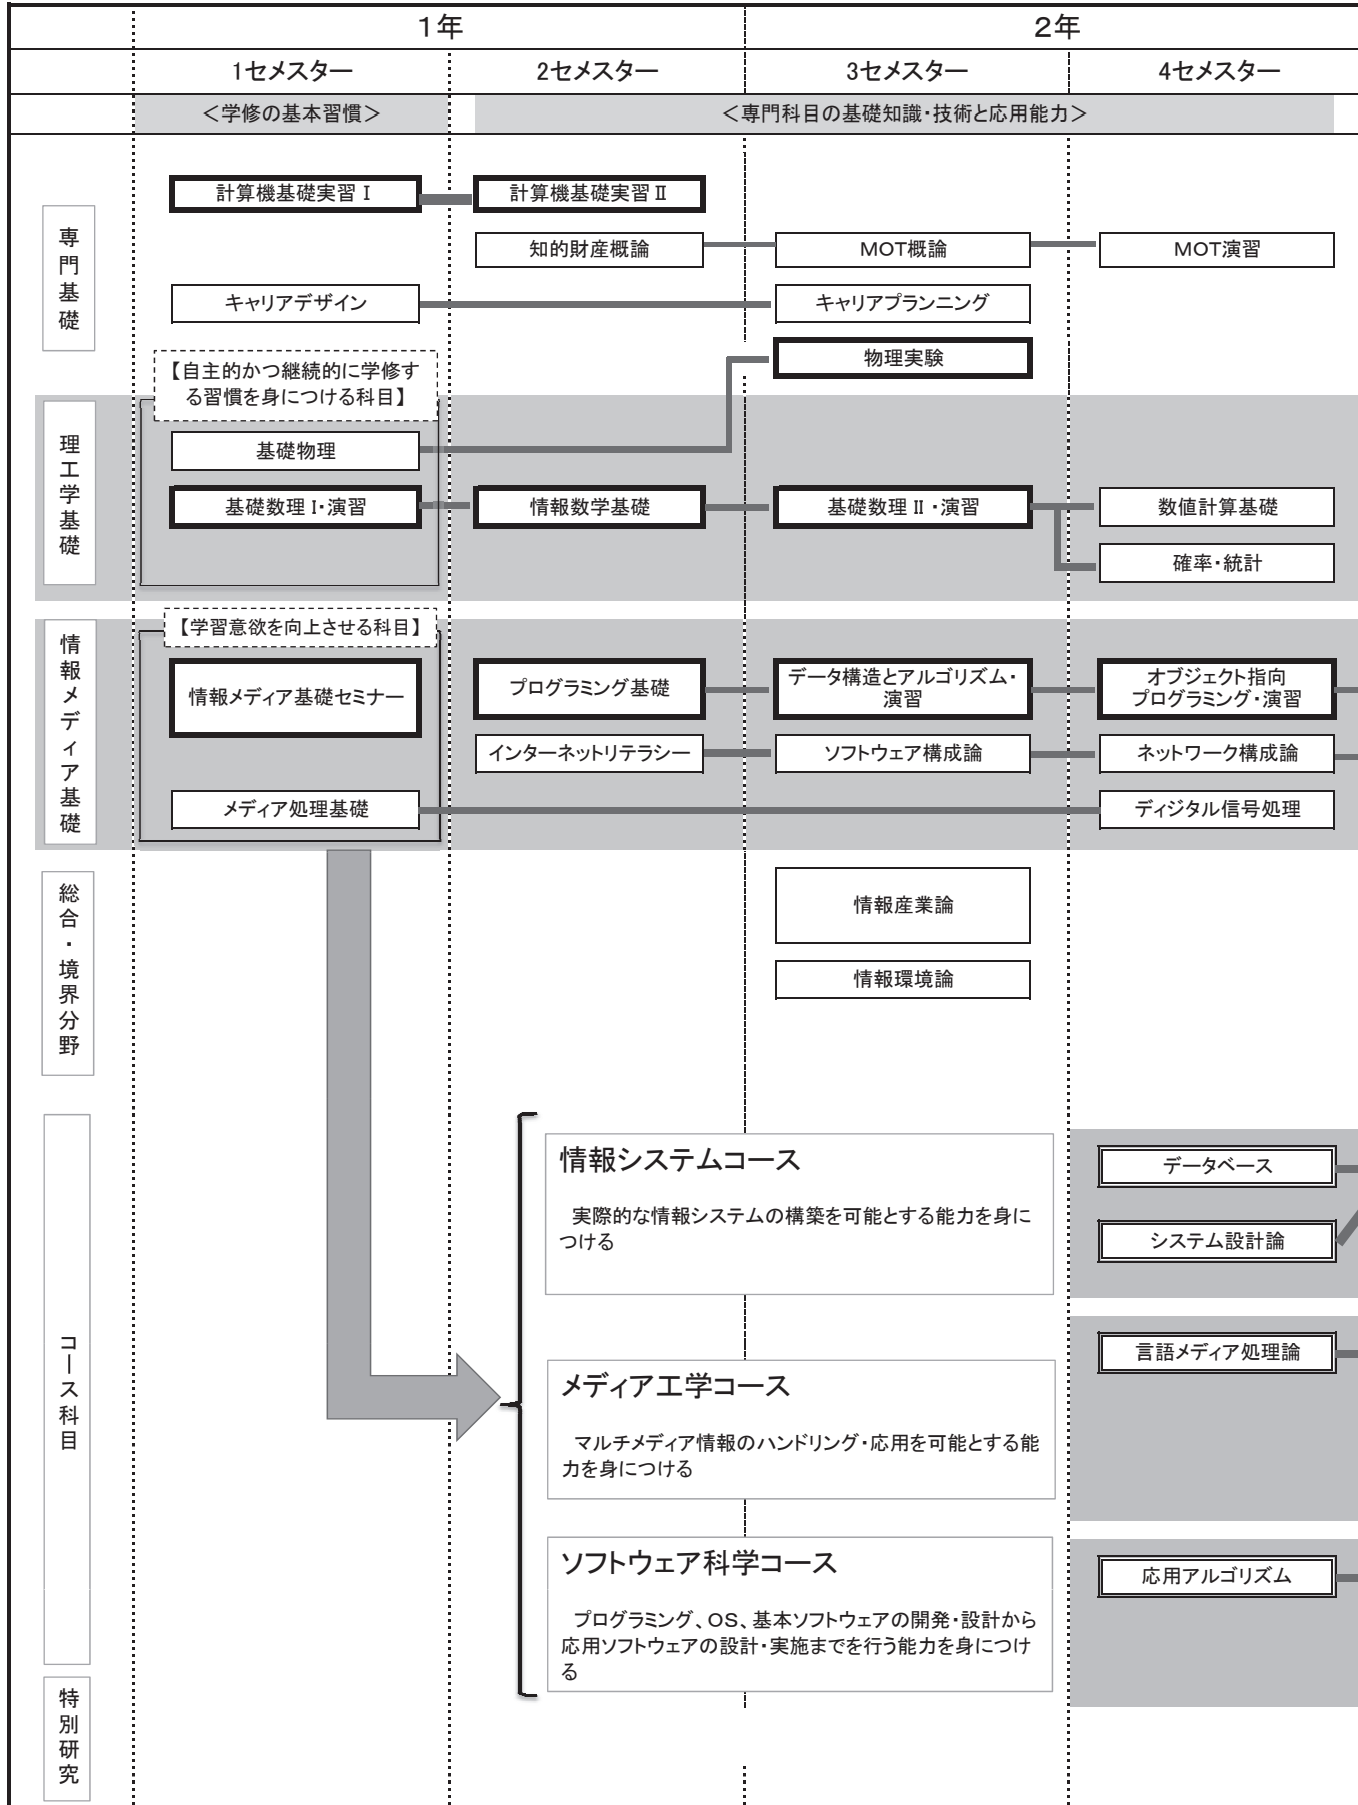 1年
2年
1セメスター
2セメスター
3セメスター
4セメスター
＜学修の基本習慣＞
＜専門科目の基礎知識・技術と応用能力＞
専門基礎
計算機基礎実習 I
計算機基礎実習 II
知的財産概論
MOT概論
MOT演習
キャリアデザイン
キャリアプランニング
物理実験
【自主的かつ継続的に学修す
る習慣を身につける科目】
理工学基礎
基礎物理
基礎数理 I・演習
情報数学基礎
基礎数理 II ・演習
数値計算基礎
確率・統計
情報メディア基礎
【学習意欲を向上させる科目】
情報メディア基礎セミナー
プログラミング基礎
データ構造とアルゴリズム・
演習
オブジェクト指向
プログラミング・演習
インターネットリテラシー
ソフトウェア構成論
ネットワーク構成論
メディア処理基礎
ディジタル信号処理
総合・境界分野
情報産業論
情報環境論
コース科目
情報システムコース
実際的な情報システムの構築を可能とする能力を身に
つける
データベース
システム設計論
メディア工学コース
マルチメディア情報のハンドリング・応用を可能とする能
力を身につける
言語メディア処理論
ソフトウェア科学コース
プログラミング、OS、基本ソフトウェアの開発・設計から
応用ソフトウェアの設計・実施までを行う能力を身につけ
る
応用アルゴリズム
特別研究